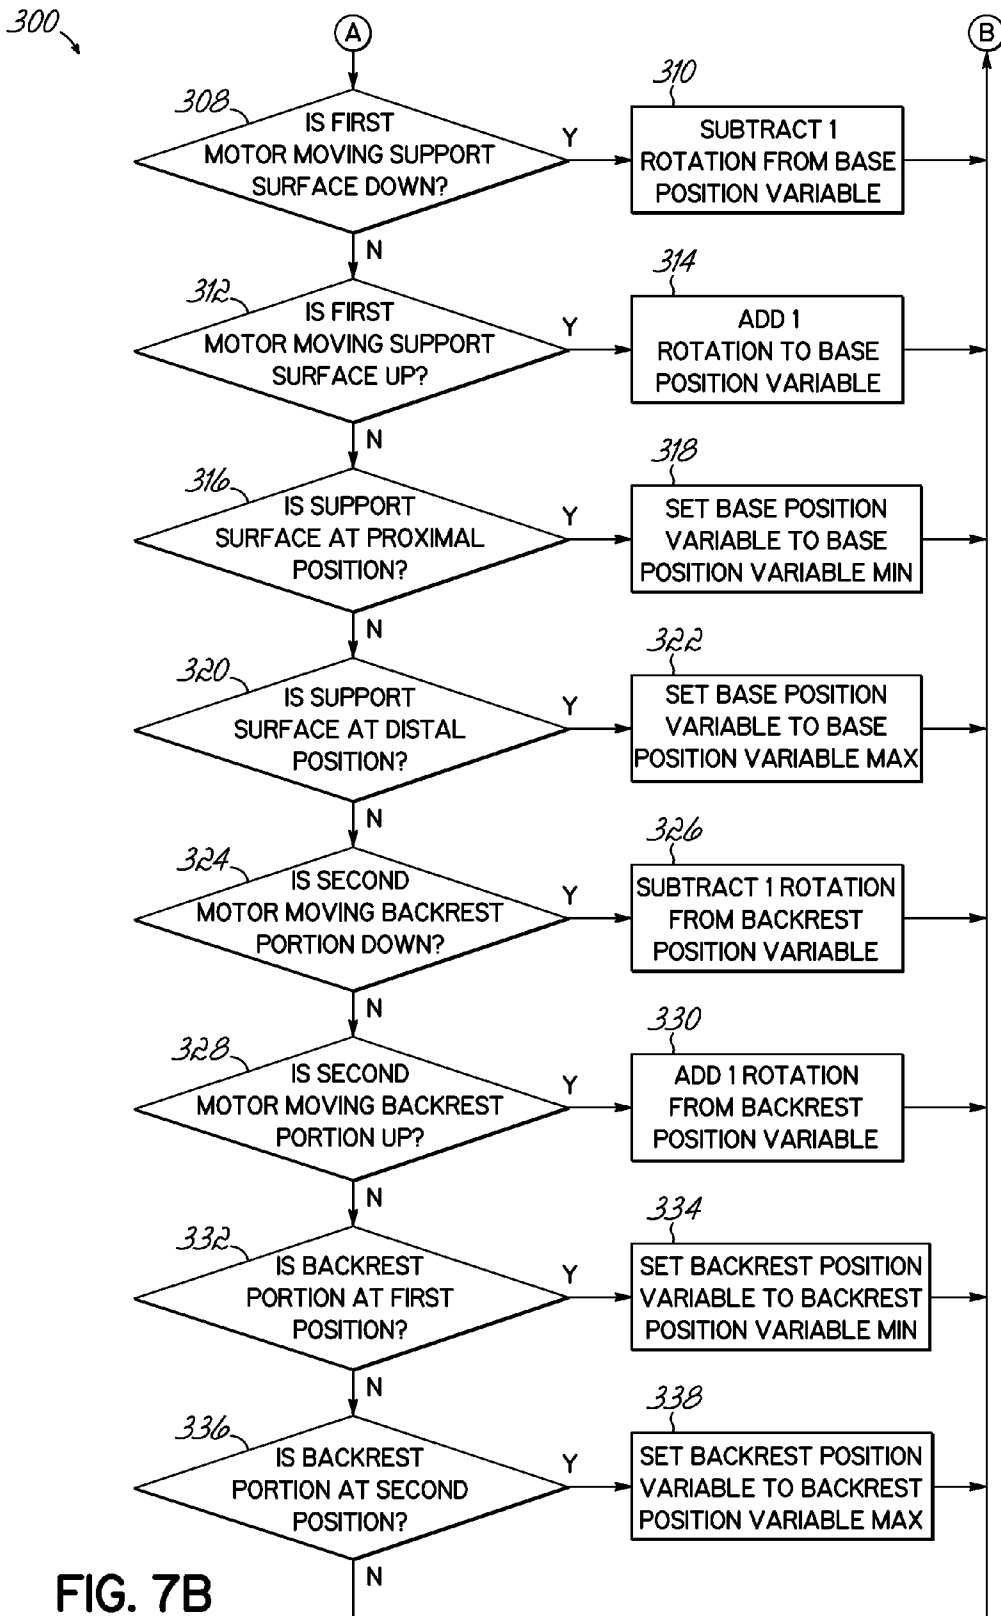 300
A
B
308
IS FIRST
MOTOR MOVING SUPPORT
SURFACE DOWN?
Y
310
SUBTRACT 1
ROTATION FROM BASE
POSITION VARIABLE
N
312
IS FIRST
MOTOR MOVING SUPPORT
SURFACE UP?
Y
314
ADD 1
ROTATION TO BASE
POSITION VARIABLE
N
316
IS SUPPORT
SURFACE AT PROXIMAL
POSITION?
Y
318
SET BASE POSITION
VARIABLE TO BASE
POSITION VARIABLE MIN
N
320
IS SUPPORT
SURFACE AT DISTAL
POSITION?
Y
322
SET BASE POSITION
VARIABLE TO BASE
POSITION VARIABLE MAX
N
324
IS SECOND
MOTOR MOVING BACKREST
PORTION DOWN?
Y
326
SUBTRACT 1 ROTATION
FROM BACKREST
POSITION VARIABLE
N
328
IS SECOND
MOTOR MOVING BACKREST
PORTION UP?
Y
330
ADD 1 ROTATION
FROM BACKREST
POSITION VARIABLE
N
332
IS BACKREST
PORTION AT FIRST
POSITION?
Y
334
SET BACKREST POSITION
VARIABLE TO BACKREST
POSITION VARIABLE MIN
N
336
IS BACKREST
PORTION AT SECOND
POSITION?
Y
338
SET BACKREST POSITION
VARIABLE TO BACKREST
POSITION VARIABLE MAX
N
FIG. 7B